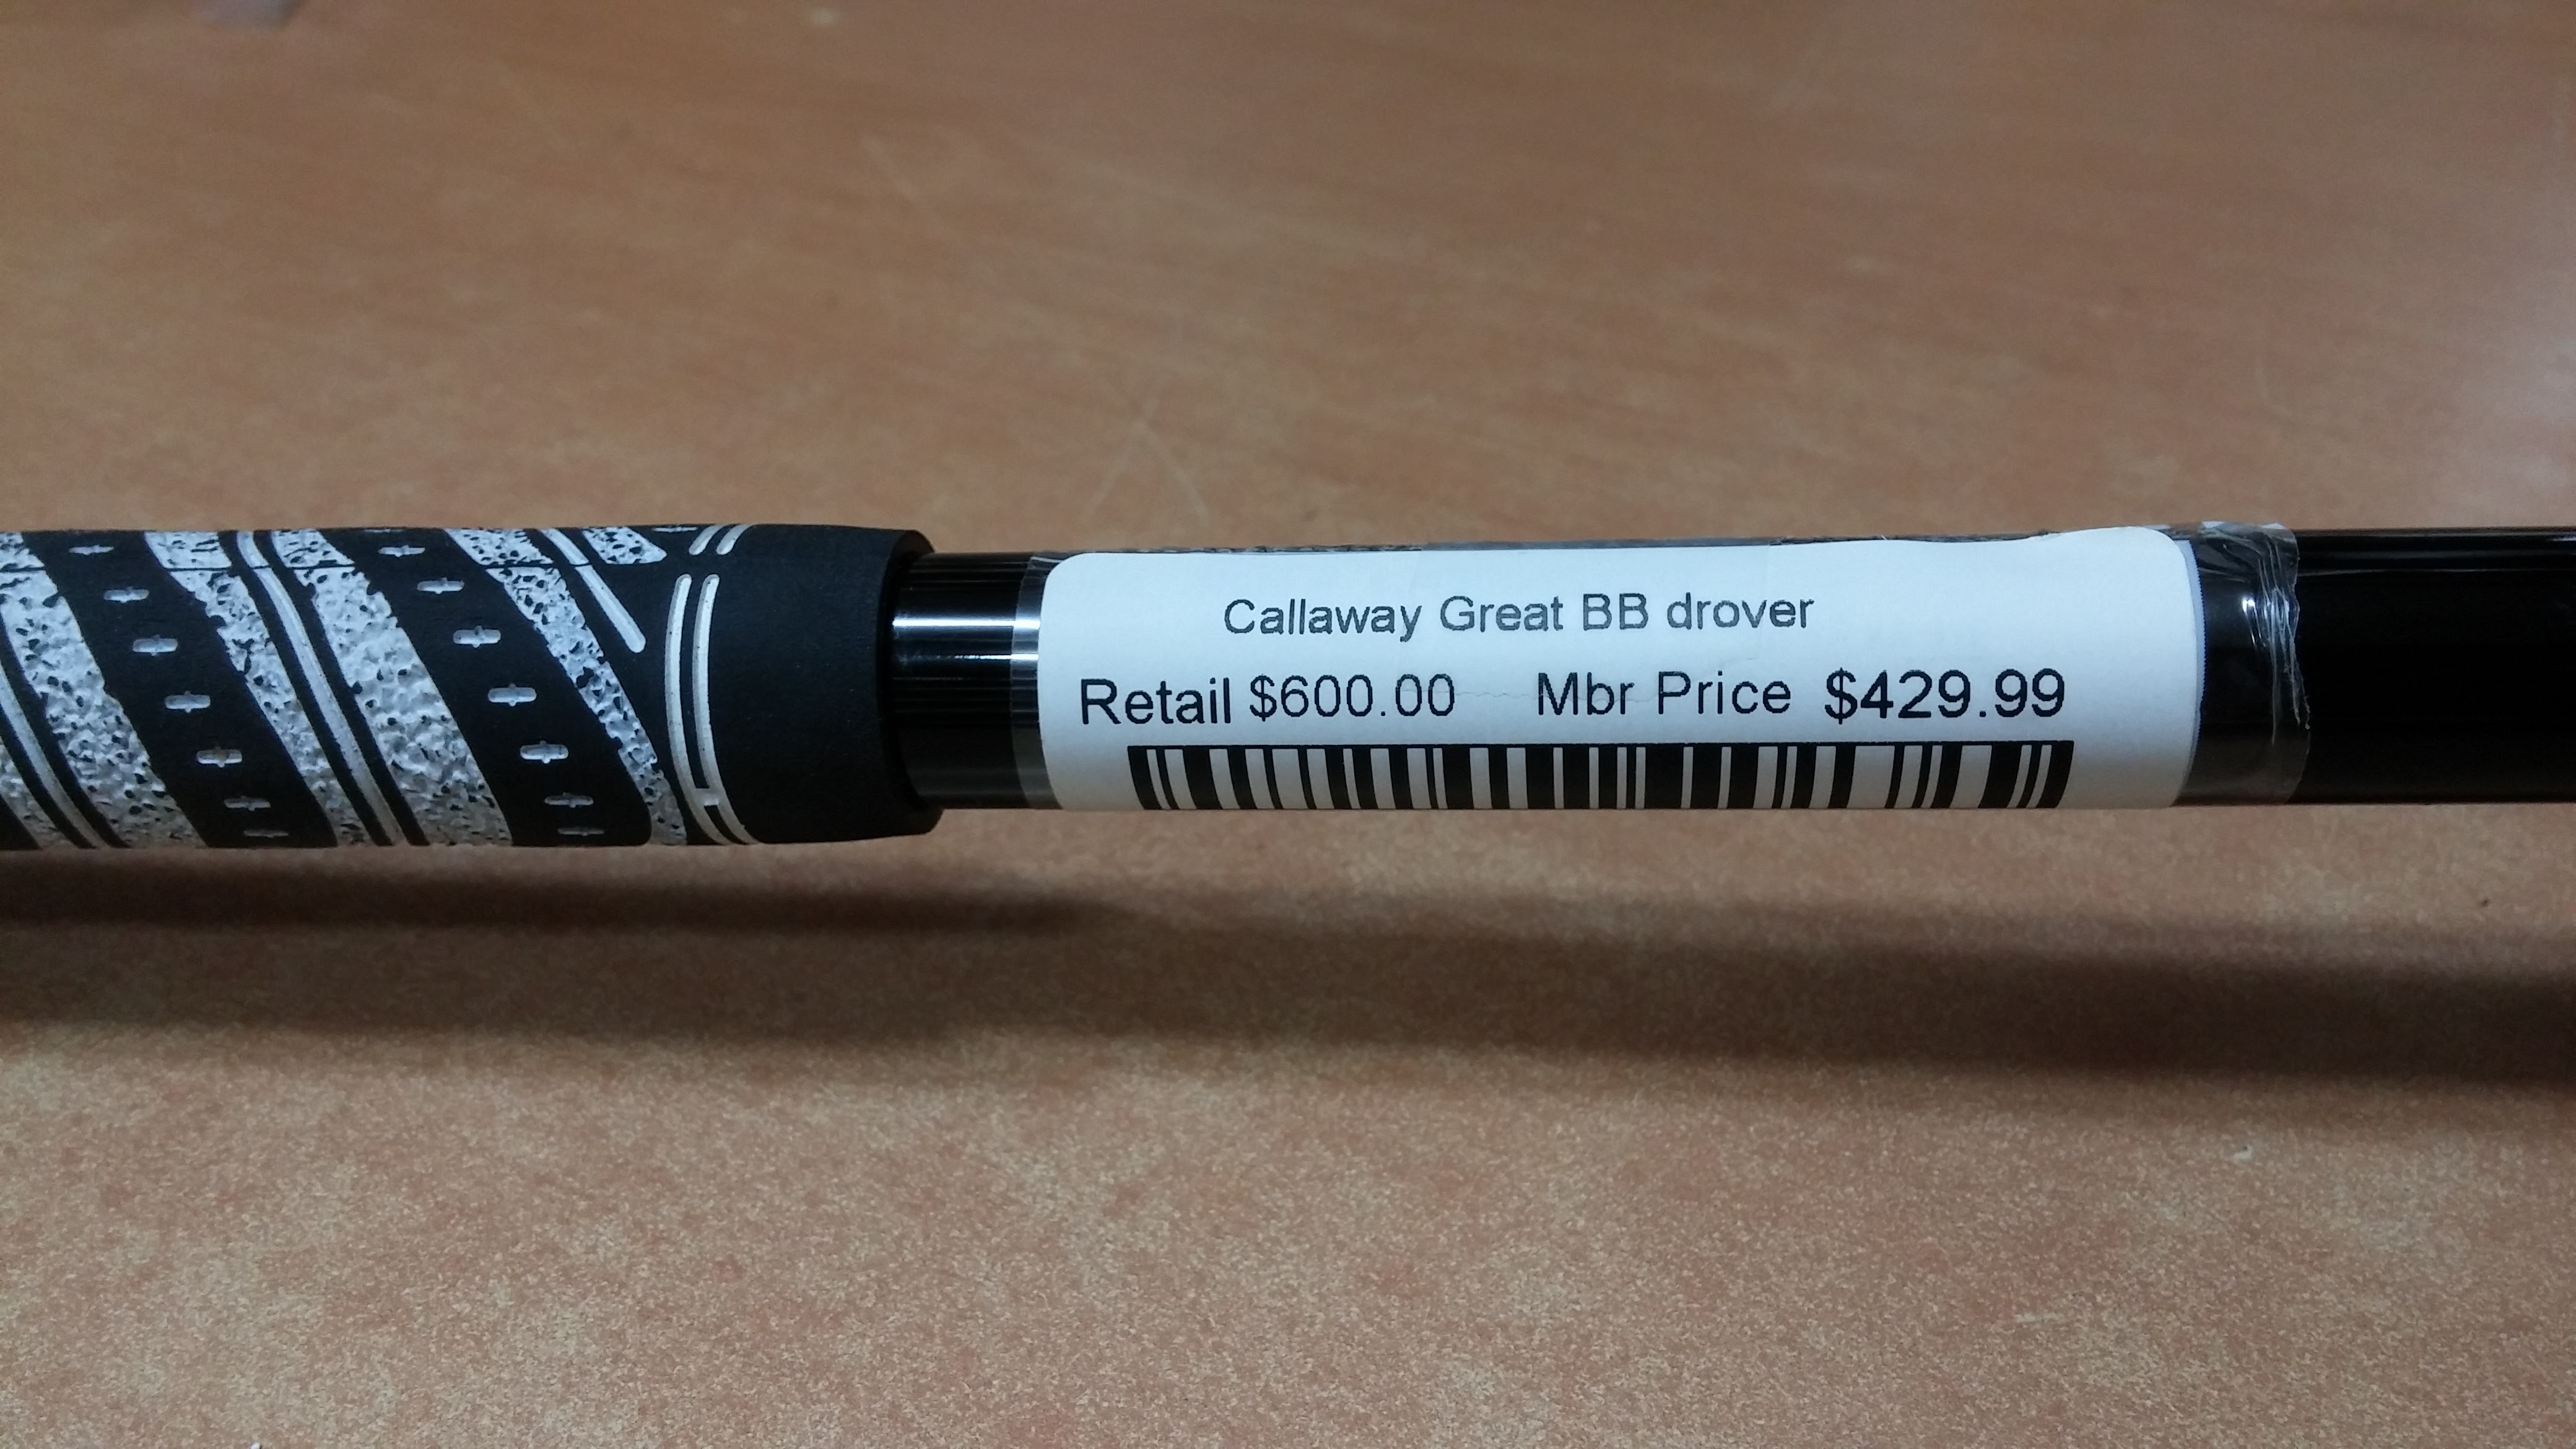 Callaway Great BB drover
Retail $600.00 Mbr Price $429.99